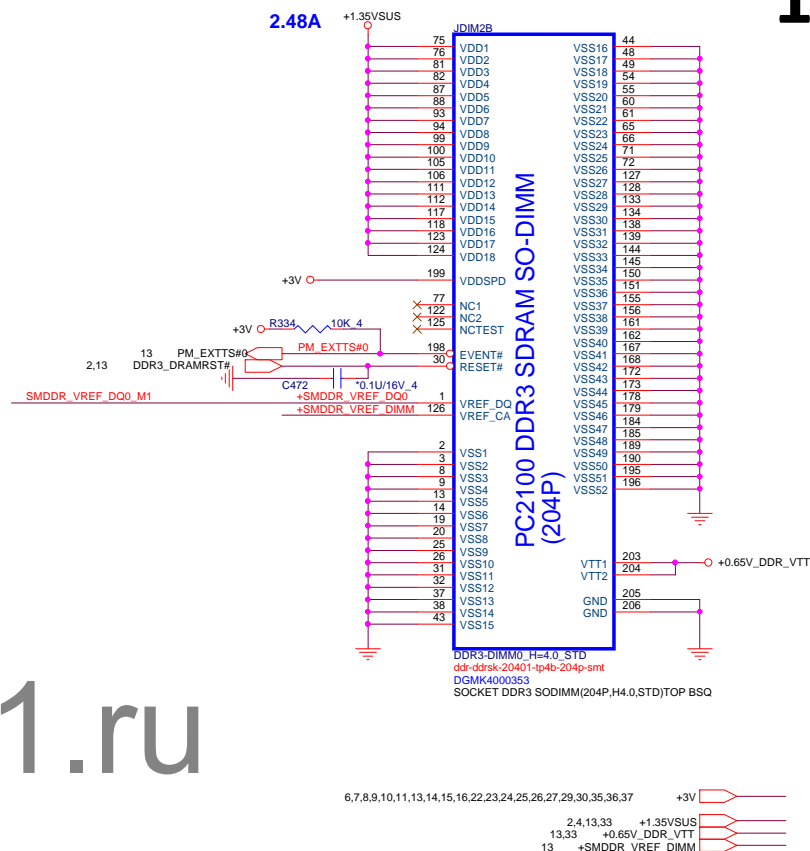 2.48A
+1.35VSUS
JDIM2B
75 VDD1
76 VDD2
81 VDD3
82 VDD4
87 VDD5
88 VDD6
93 VDD7
94 VDD8
99 VDD9
100 VDD10
105 VDD11
106 VDD12
111 VDD13
112 VDD14
117 VDD15
118 VDD16
123 VDD17
124 VDD18
+3V 199 VDDSPD
77 NC1
122 NC2
125 NCTEST
+3V R334 10K_4
13 PM_EXTTS#0 PM_EXTTS#0 198 EVENT#
2,13 DDR3_DRAMRST# 30 RESET#
C472 *0.1U/16V_4
SMDDR_VREF_DQ0_M1 +SMDDR_VREF_DQ0 1 VREF_DQ
+SMDDR_VREF_DIMM 126 VREF_CA
2 VSS1
3 VSS2
8 VSS3
9 VSS4
13 VSS5
14 VSS6
19 VSS7
20 VSS8
25 VSS9
26 VSS10
31 VSS11
32 VSS12
37 VSS13
38 VSS14
43 VSS15
PC2100 DDR3 SDRAM SO-DIMM
(204P)
VSS16 44
VSS17 48
VSS18 49
VSS19 54
VSS20 55
VSS21 60
VSS22 61
VSS23 65
VSS24 66
VSS25 71
VSS26 72
VSS27 127
VSS28 128
VSS29 133
VSS30 134
VSS31 138
VSS32 139
VSS33 144
VSS34 145
VSS35 150
VSS36 151
VSS37 155
VSS38 156
VSS39 161
VSS40 162
VSS41 167
VSS42 168
VSS43 172
VSS44 173
VSS45 178
VSS46 179
VSS47 184
VSS48 185
VSS49 189
VSS50 190
VSS51 195
VSS52 196
VTT1 203
VTT2 204
+0.65V_DDR_VTT
GND 205
GND 206
DDR3-DIMM0_H=4.0_STD
ddr-ddrsk-20401-tp4b-204p-smt
DGMK4000353
SOCKET DDR3 SODIMM(204P,H4.0,STD)TOP BSQ
1.ru
6,7,8,9,10,11,13,14,15,16,22,23,24,25,26,27,29,30,35,36,37 +3V
2,4,13,33 +1.35VSUS
13,33 +0.65V_DDR_VTT
13 +SMDDR_VREF_DIMM